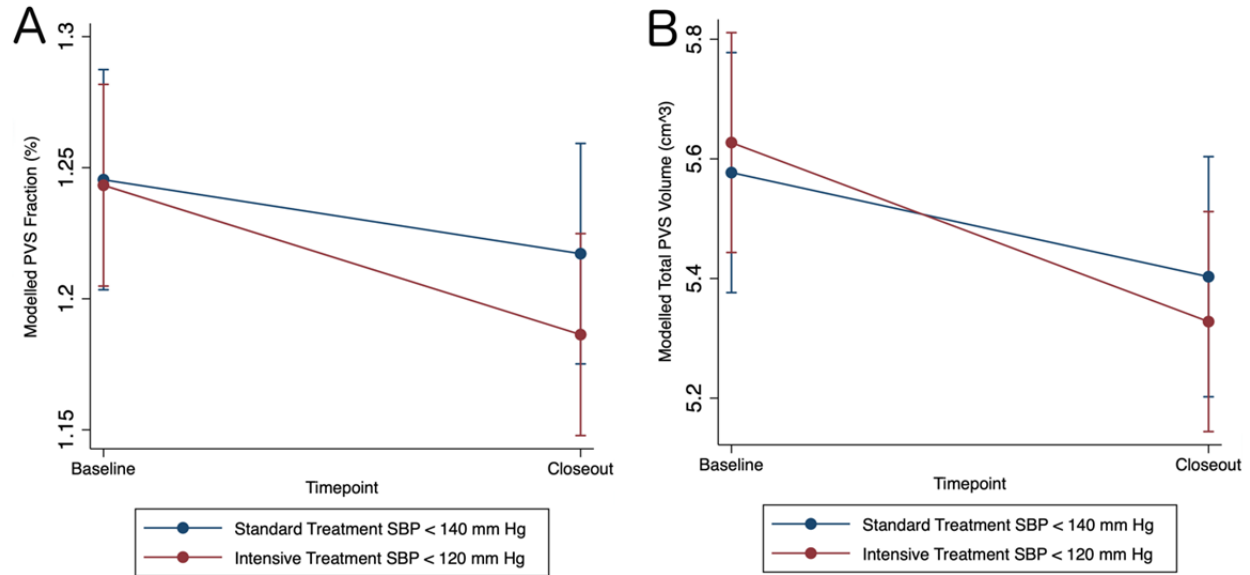 A
Modelled PVS Fraction (%)
1.3
1.25
1.2
1.15
Baseline
Closeout
Timepoint
Standard Treatment SBP < 140 mm Hg
Intensive Treatment SBP < 120 mm Hg
B
Modelled Total PVS Volume (cm^3)
5.8
5.6
5.4
5.2
Baseline
Closeout
Timepoint
Standard Treatment SBP < 140 mm Hg
Intensive Treatment SBP < 120 mm Hg